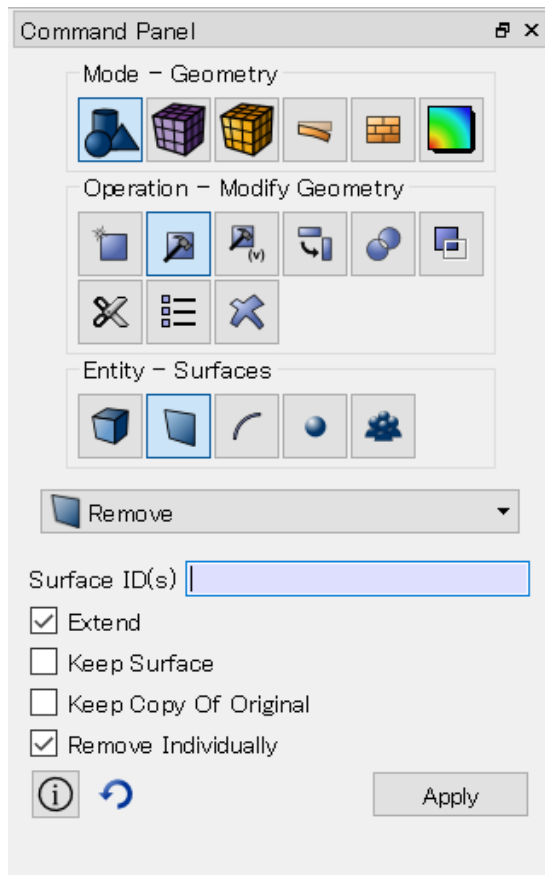 Command Panel
Mode - Geometry
Operation - Modify Geometry
(v)
Entity - Surfaces
Remove
Surface ID(s)
Extend
Keep Surface
Keep Copy Of Original
Remove Individually
Apply